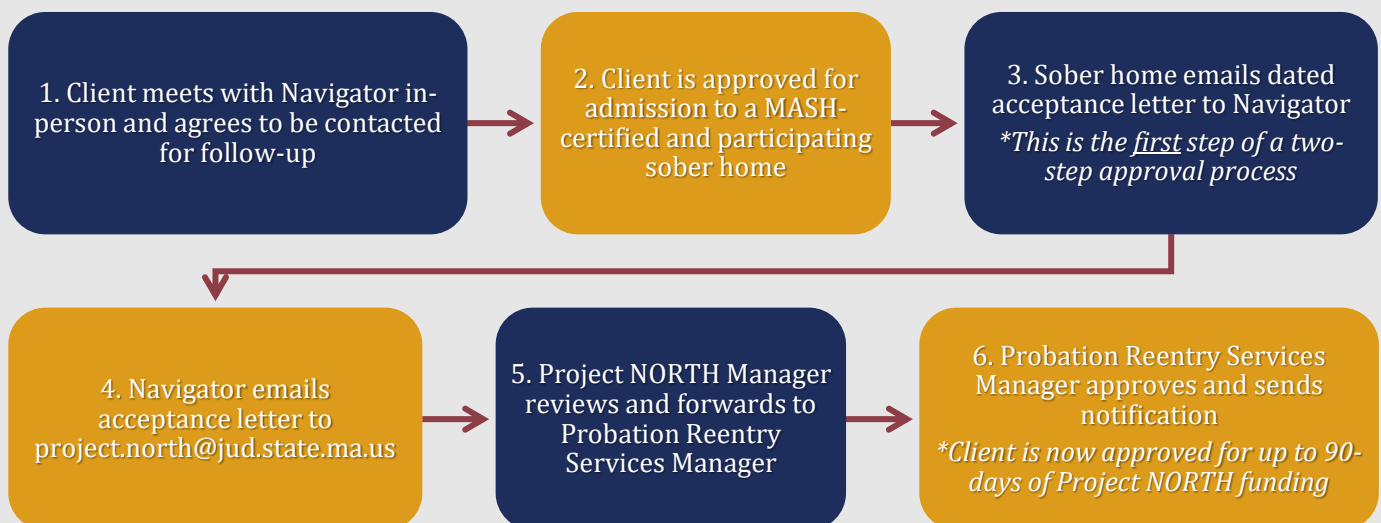 1. Client meets with Navigator in-
person and agrees to be contacted
for follow-up
2. Client is approved for
admission to a MASH-
certified and participating
sober home
3. Sober home emails dated
acceptance letter to Navigator
*This is the first step of a two-
step approval process
4. Navigator emails
acceptance letter to
project.north@jud.state.ma.us
5. Project NORTH Manager
reviews and forwards to
Probation Reentry
Services Manager
6. Probation Reentry Services
Manager approves and sends
notification
*Client is now approved for up to 90-
days of Project NORTH funding